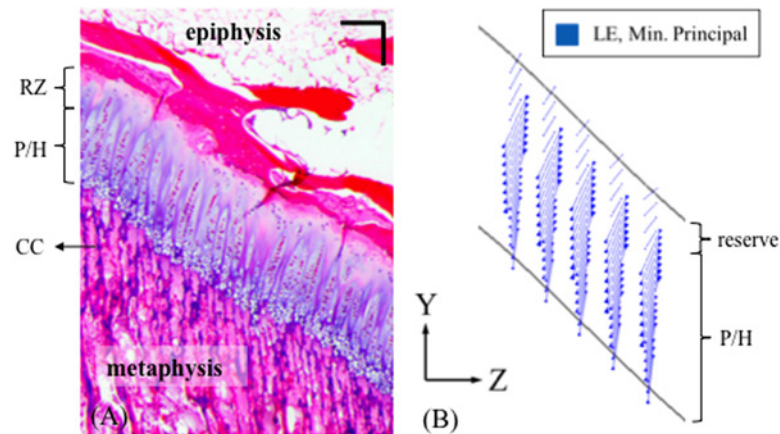 epiphysis
RZ
P/H
CC
metaphysis
(A)
LE, Min. Principal
reserve
P/H
Y
Z
(B)